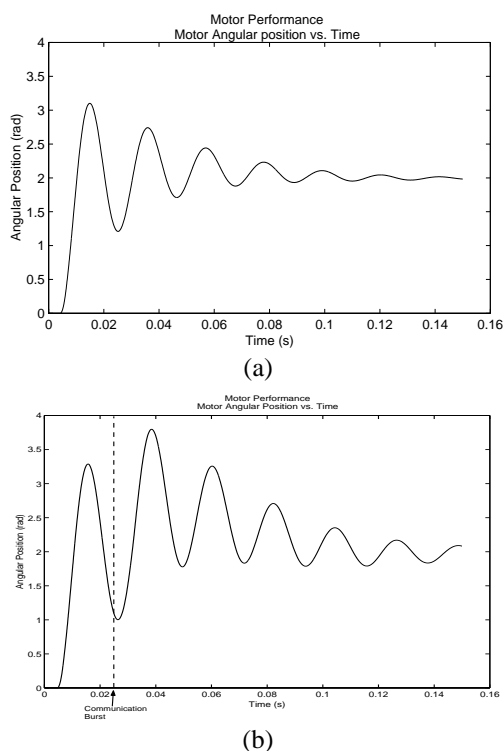 Motor Performance
Motor Angular position vs. Time
4
3.5
3
2.5
2
1.5
1
0.5
0
Angular Position (rad)
0 0.02 0.04 0.06 0.08 0.1 0.12 0.14 0.16
Time (s)
(a)
Motor Performance
Motor Angular Position vs. Time
4
3.5
3
2.5
2
1.5
1
0.5
0
Angular Position (rad)
0 0.02 0.04 0.06 0.08 0.1 0.12 0.14 0.16
Time (s)
Communication
Burst
(b)